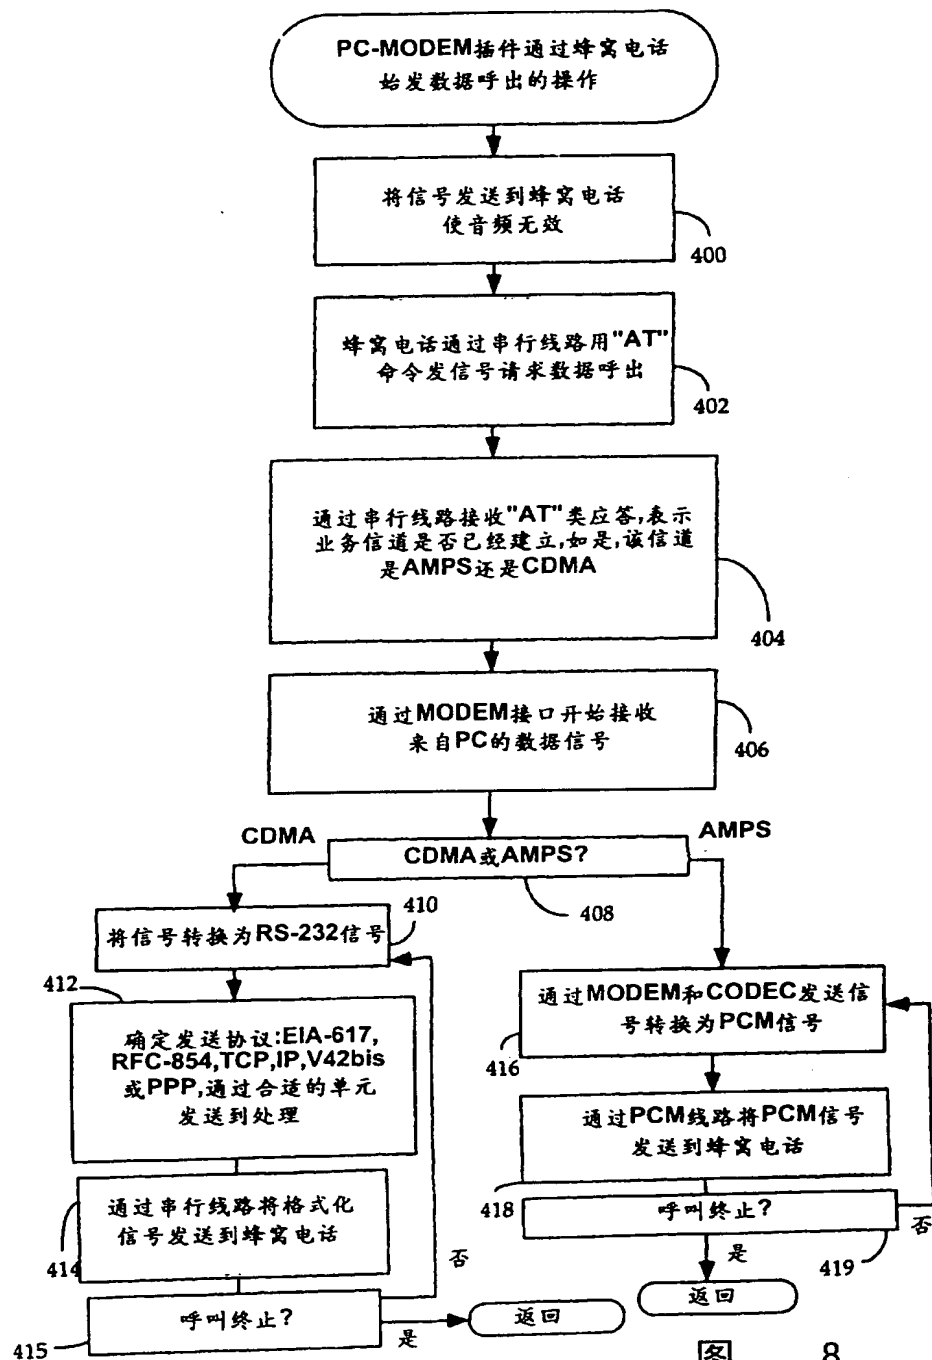 PC-MODEM插件通过蜂窝电话
始发数据呼出的操作
将信号发送到蜂窝电话
使音频无效
400
蜂窝电话通过串行线路用"AT"
命令发信号请求数据呼出
402
通过串行线路接收"AT"类应答,表示
业务信道是否已经建立,如是,该信道
是AMPS还是CDMA
404
通过MODEM接口开始接收
来自PC的数据信号
406
CDMA
AMPS
CDMA或AMPS?
408
410
将信号转换为RS-232信号
412
确定发送协议:EIA-617,
RFC-854,TCP,IP,V42bis
或PPP,通过合适的单元
发送到处理
通过串行线路将格式化
信号发送到蜂窝电话
414
否
呼叫终止?
415
是
返回
通过MODEM和CODEC发送信
号转换为PCM信号
416
通过PCM线路将PCM信号
发送到蜂窝电话
418
呼叫终止?
否
419
是
返回
图 8